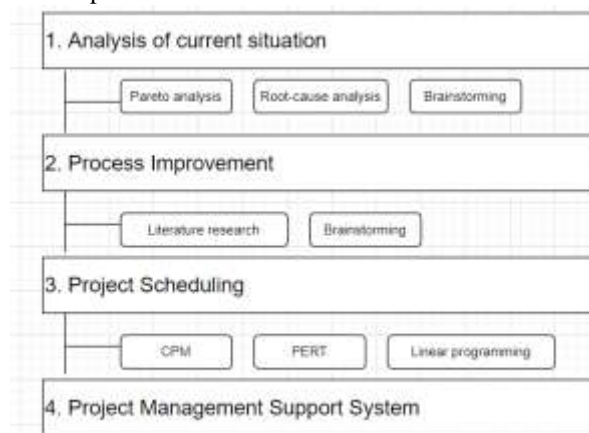 1. Analysis of current situation
Pareto analysis Root-cause analysis Brainstorming
2. Process Improvement
Literature research Brainstorming
3. Project Scheduling
CPM PERT Linear programming
4. Project Management Support System